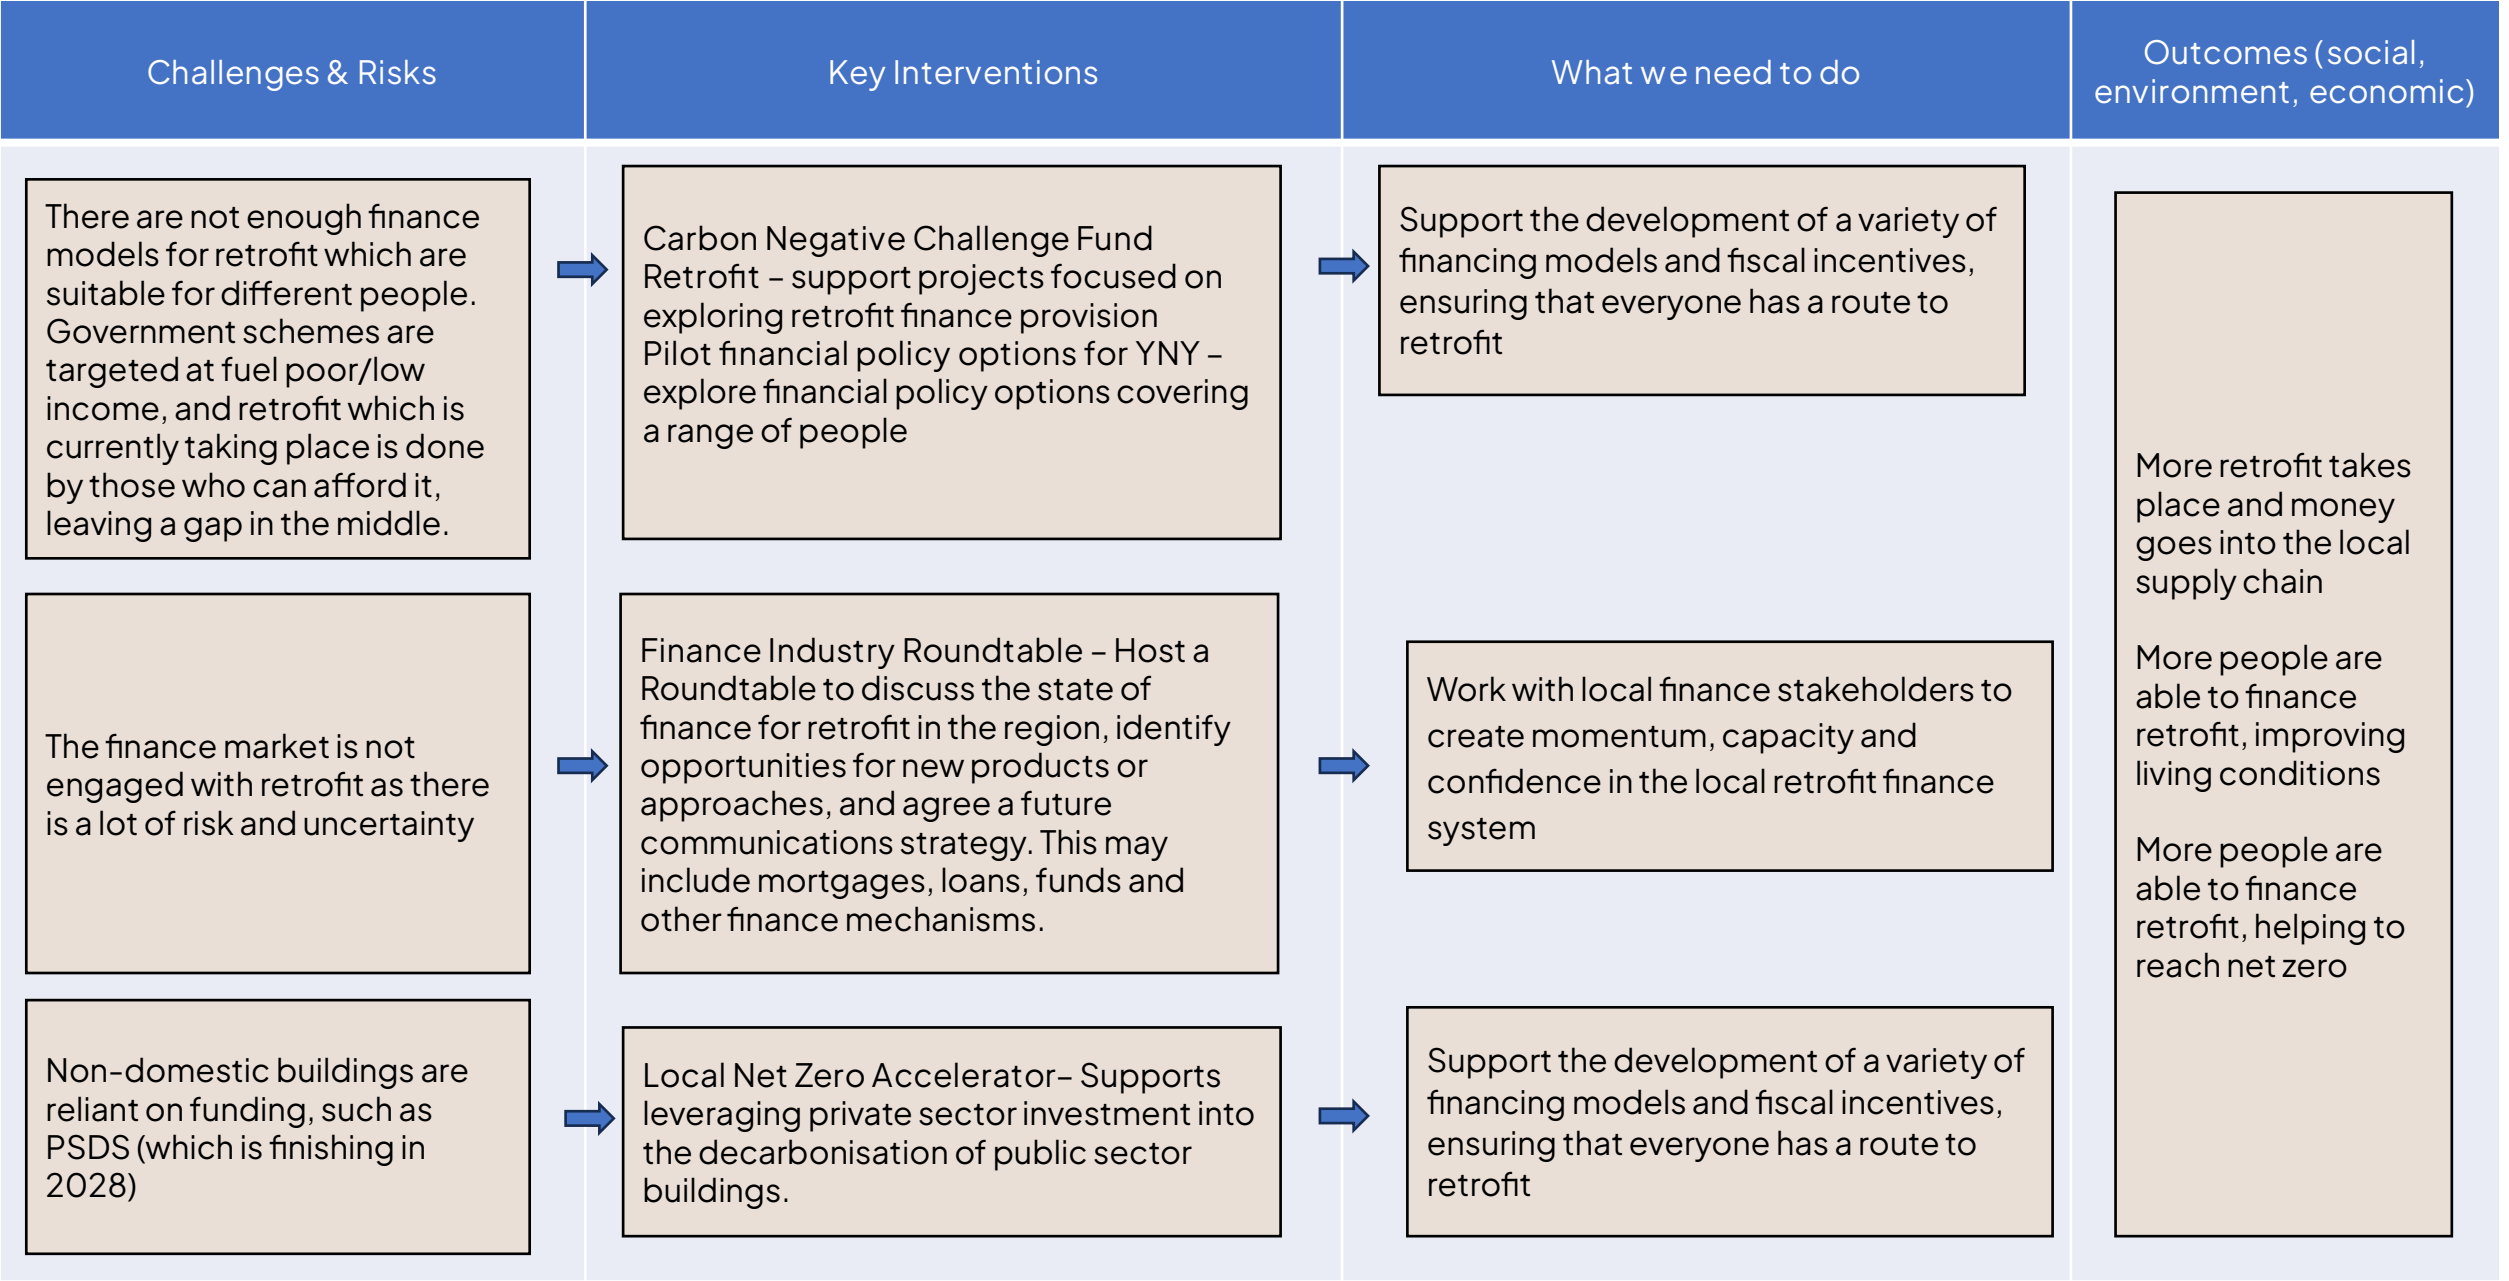 Challenges & Risks
Key Interventions
What we need to do
Outcomes (social,
environment, economic)
There are not enough finance
models for retrofit which are
suitable for different people.
Government schemes are
targeted at fuel poor/low
income, and retrofit which is
currently taking place is done
by those who can afford it,
leaving a gap in the middle.
Carbon Negative Challenge Fund
Retrofit – support projects focused on
exploring retrofit finance provision
Pilot financial policy options for YNY –
explore financial policy options covering
a range of people
Support the development of a variety of
financing models and fiscal incentives,
ensuring that everyone has a route to
retrofit
The finance market is not
engaged with retrofit as there
is a lot of risk and uncertainty
Finance Industry Roundtable – Host a
Roundtable to discuss the state of
finance for retrofit in the region, identify
opportunities for new products or
approaches, and agree a future
communications strategy. This may
include mortgages, loans, funds and
other finance mechanisms.
Work with local finance stakeholders to
create momentum, capacity and
confidence in the local retrofit finance
system
Non-domestic buildings are
reliant on funding, such as
PSDS (which is finishing in
2028)
Local Net Zero Accelerator– Supports
leveraging private sector investment into
the decarbonisation of public sector
buildings.
Support the development of a variety of
financing models and fiscal incentives,
ensuring that everyone has a route to
retrofit
More retrofit takes
place and money
goes into the local
supply chain
More people are
able to finance
retrofit, improving
living conditions
More people are
able to finance
retrofit, helping to
reach net zero